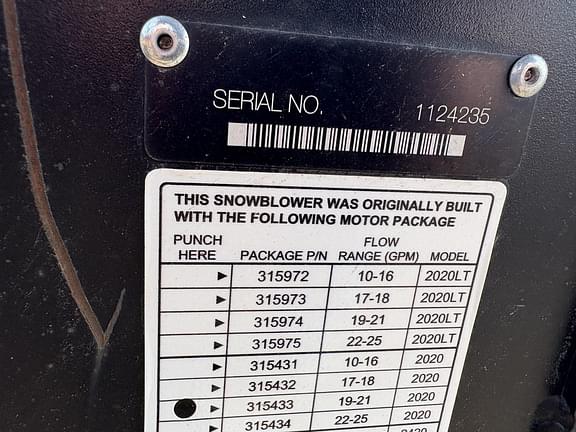 SERIAL NO. 1124235
THIS SNOWBLOWER WAS ORIGINALLY BUILT
WITH THE FOLLOWING MOTOR PACKAGE
PUNCH HERE PACKAGE P/N FLOW RANGE (GPM) MODEL
▶ 315972 10-16 2020LT
▶ 315973 17-18 2020LT
▶ 315974 19-21 2020LT
▶ 315975 22-25 2020LT
▶ 315431 10-16 2020
▶ 315432 17-18 2020
▶ 315433 19-21 2020
▶ 315434 22-25 2020